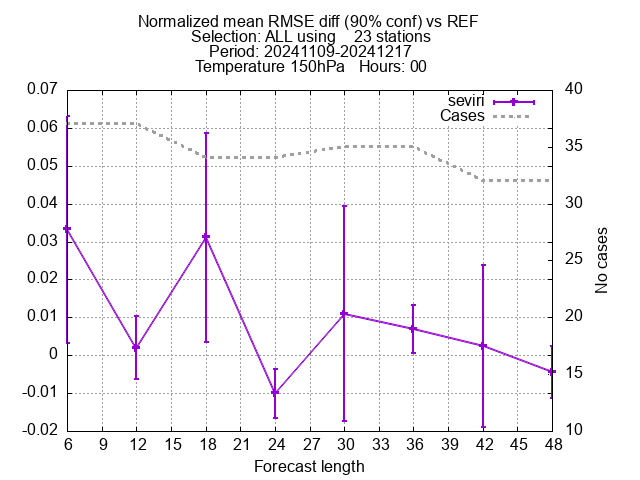 Normalized mean RMSE diff (90% conf) vs REF
Selection: ALL using    23 stations
Period: 20241109-20241217
Temperature 150hPa   Hours: 00
seviri
Cases
0.07
0.06
0.05
0.04
0.03
0.02
0.01
0
-0.01
-0.02
40
35
30
25
20
15
10
No cases
6 9 12 15 18 21 24 27 30 33 36 39 42 45 48
Forecast length